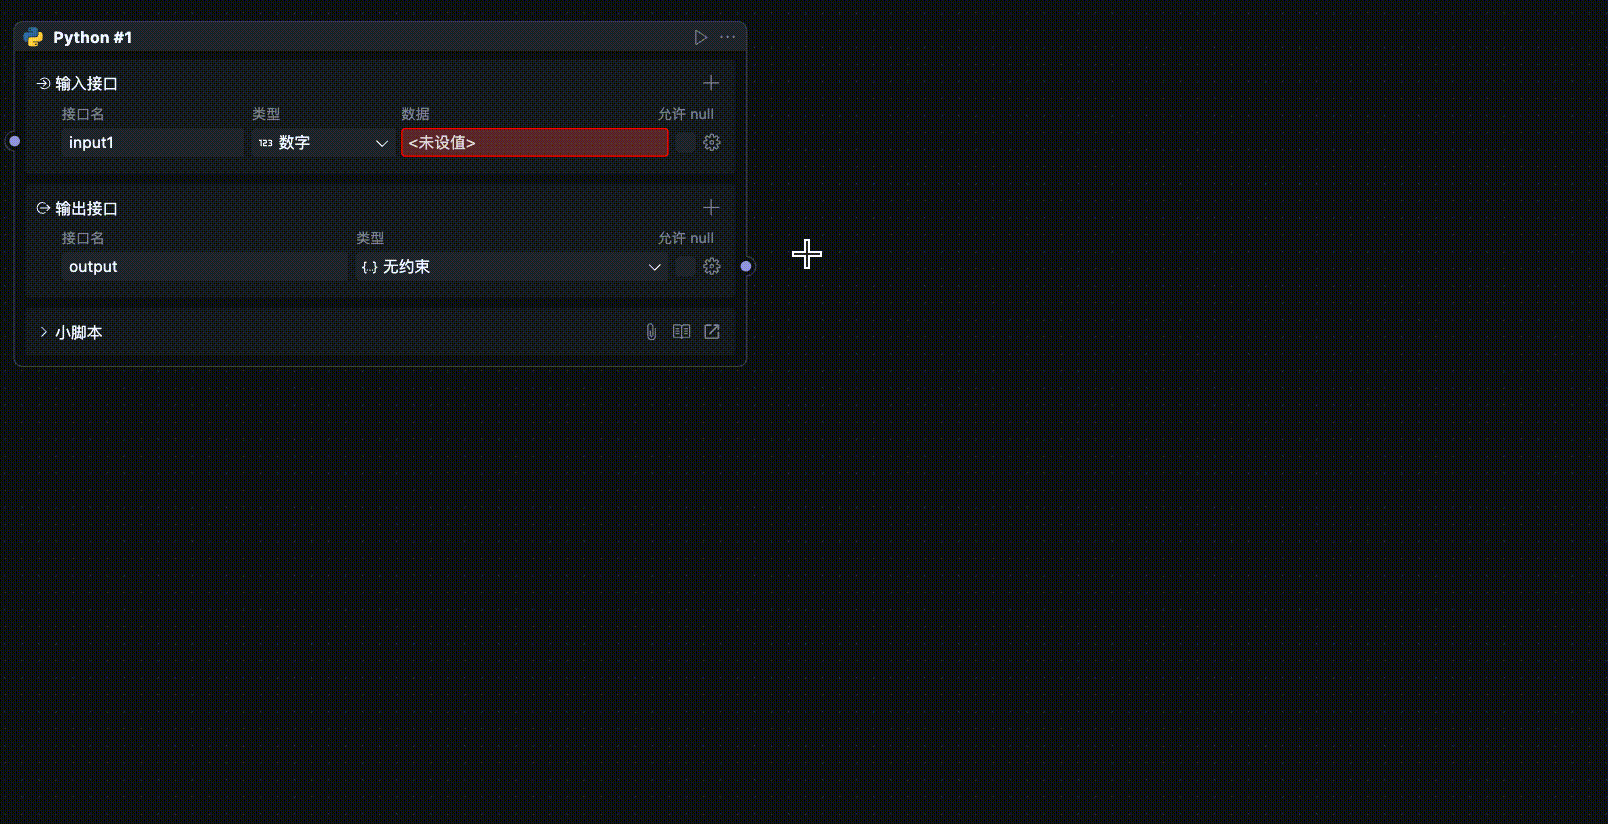 Python #1
输入接口
接口名 类型 数据 允许 null
input1 123 数字 <未设值>
输出接口
接口名 类型 允许 null
output {..} 无约束
小脚本